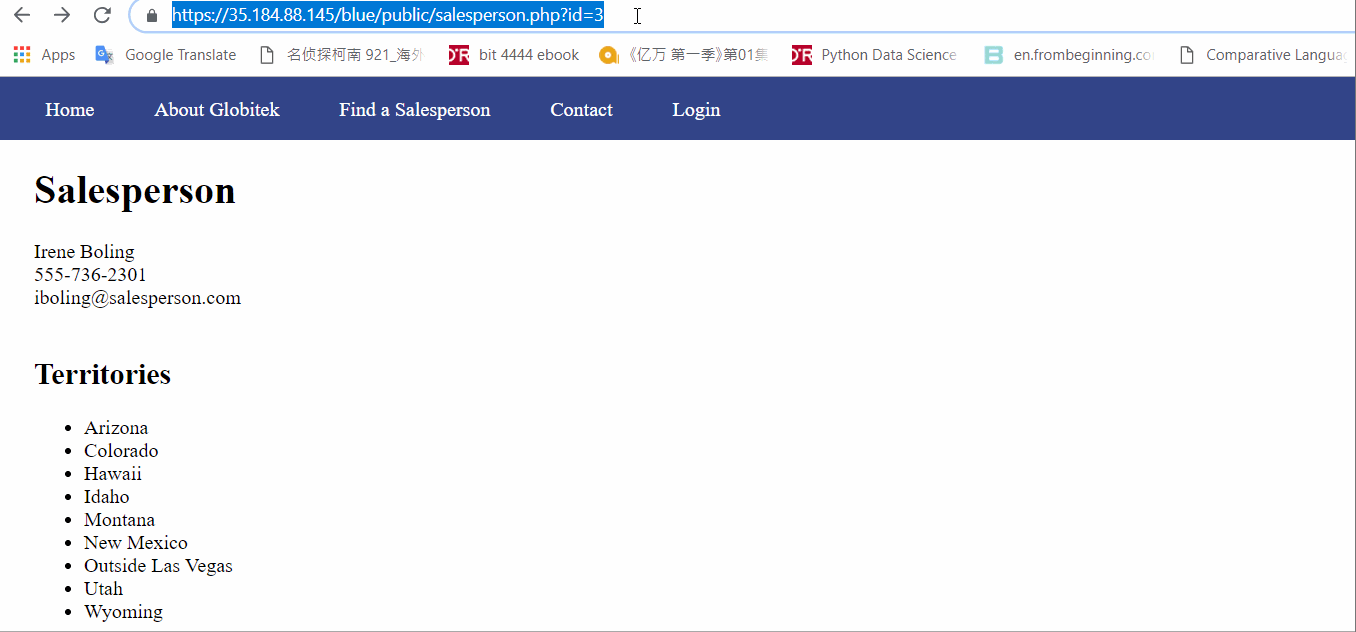 https://35.184.88.145/blue/public/salesperson.php?id=3
Apps Google Translate 名侦探柯南 921_海外 bit 4444 ebook 《亿万 第一季》第01集 Python Data Science en.frombeginning.co Comparative Langua
Home About Globitek Find a Salesperson Contact Login
Salesperson
Irene Boling
555-736-2301
iboling@salesperson.com
Territories
Arizona
Colorado
Hawaii
Idaho
Montana
New Mexico
Outside Las Vegas
Utah
Wyoming